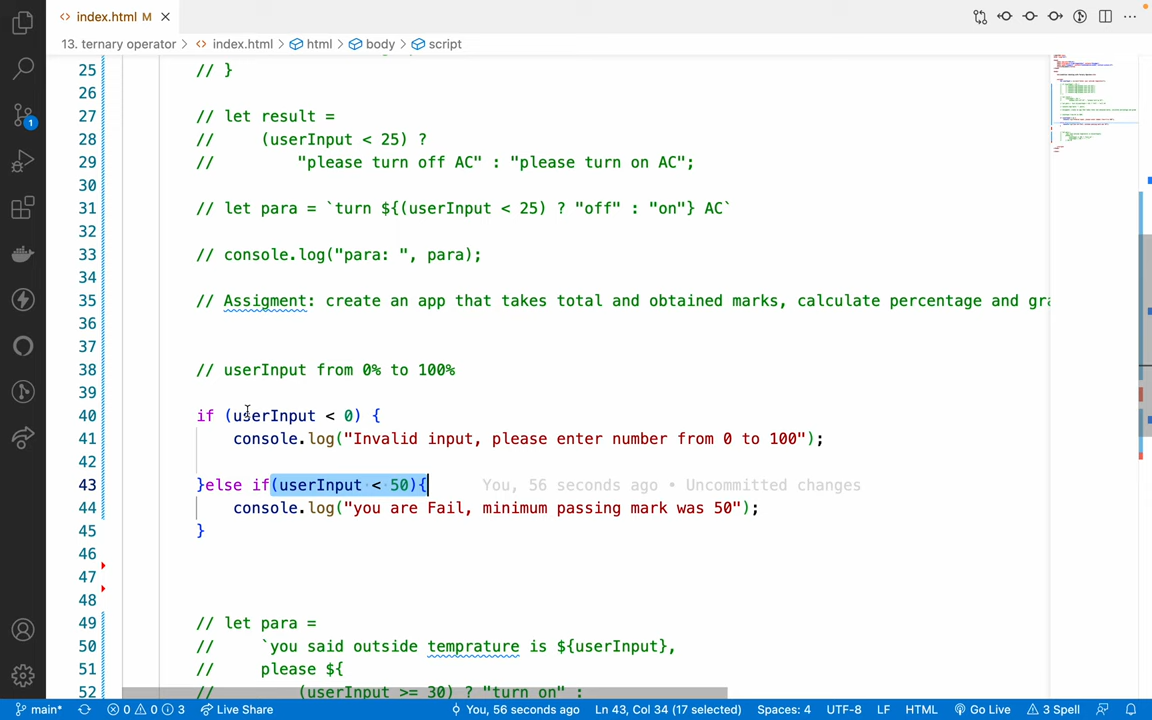 index.html M
13. ternary operator > index.html > html > body > script
25 // }
26
27 // let result =
28 //     (userInput < 25) ?
29 //         "please turn off AC" : "please turn on AC";
30
31 // let para = `turn ${(userInput < 25) ? "off" : "on"} AC`
32
33 // console.log("para: ", para);
34
35 // Assigment: create an app that takes total and obtained marks, calculate percentage and gra
36
37
38 // userInput from 0% to 100%
39
40 if (userInput < 0) {
41     console.log("Invalid input, please enter number from 0 to 100");
42
43 }else if(userInput < 50){ You, 56 seconds ago • Uncommitted changes
44     console.log("you are Fail, minimum passing mark was 50");
45 }
46
47
48
49 // let para =
50 //     `you said outside temprature is ${userInput},
51 //     please ${
52 //         (userInput >= 30) ? "turn on" :
1
main* 0 0 3 Live Share You, 56 seconds ago Ln 43, Col 34 (17 selected) Spaces: 4 UTF-8 LF HTML Go Live 3 Spell